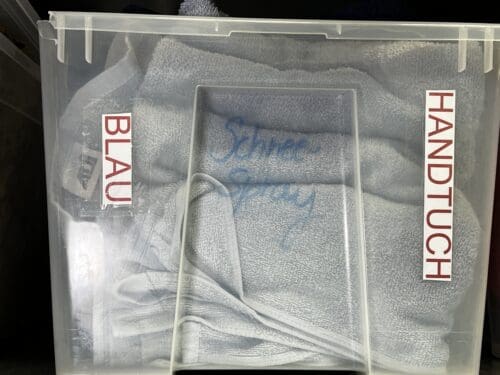 BLAU
Schnee-
Spray
HANDTUCH